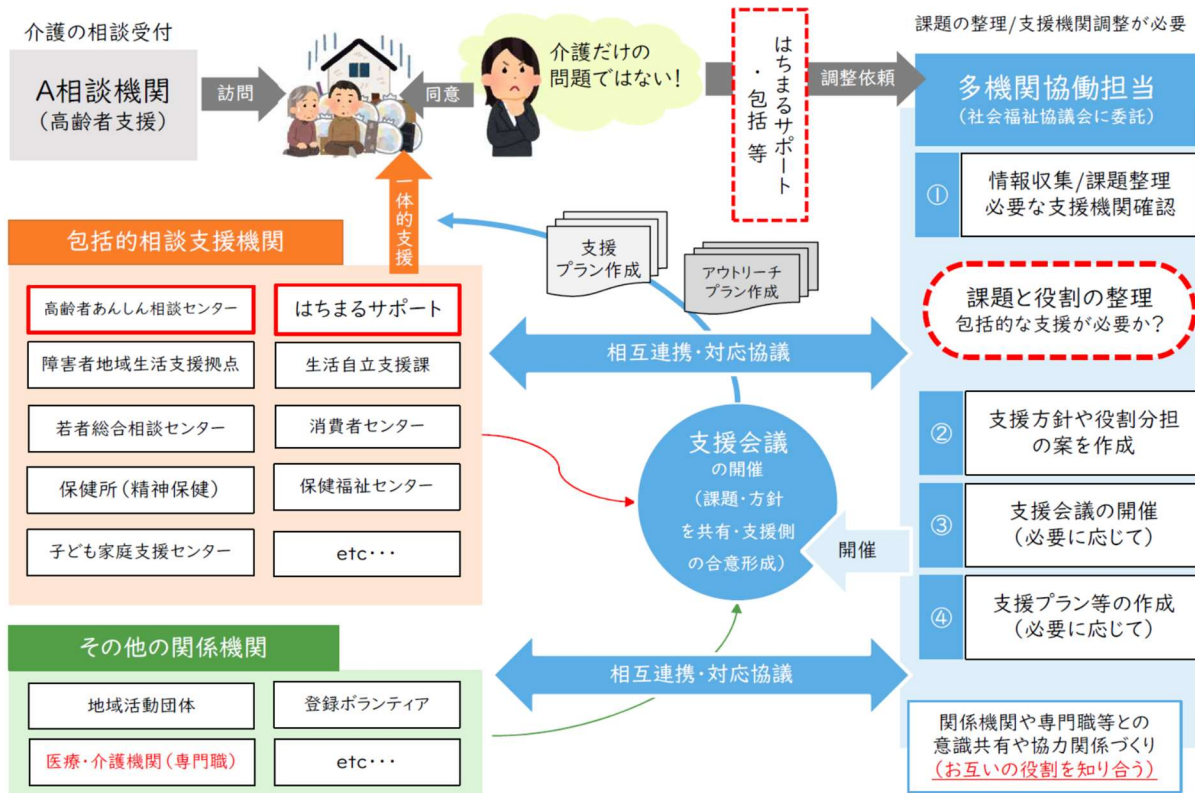 介護の相談受付
A相談機関
(高齢者支援)
訪問
同意
介護だけの
問題ではない!
はちまるサポート
・包括 等
調整依頼
課題の整理/支援機関調整が必要
多機関協働担当
(社会福祉協議会に委託)
①
情報収集/課題整理
必要な支援機関確認
課題と役割の整理
包括的な支援が必要か?
②
支援方針や役割分担
の案を作成
③
支援会議の開催
(必要に応じて)
④
支援プラン等の作成
(必要に応じて)
関係機関や専門職等との
意識共有や協力関係づくり
(お互いの役割を知り合う)
一体的支援
支援
プラン作成
アウトリーチ
プラン作成
相互連携・対応協議
支援会議
の開催
(課題・方針
を共有・支援側
の合意形成)
開催
相互連携・対応協議
包括的相談支援機関
高齢者あんしん相談センター
はちまるサポート
障害者地域生活支援拠点
生活自立支援課
若者総合相談センター
消費者センター
保健所(精神保健)
保健福祉センター
子ども家庭支援センター
etc・・・
その他の関係機関
地域活動団体
登録ボランティア
医療・介護機関(専門職)
etc・・・